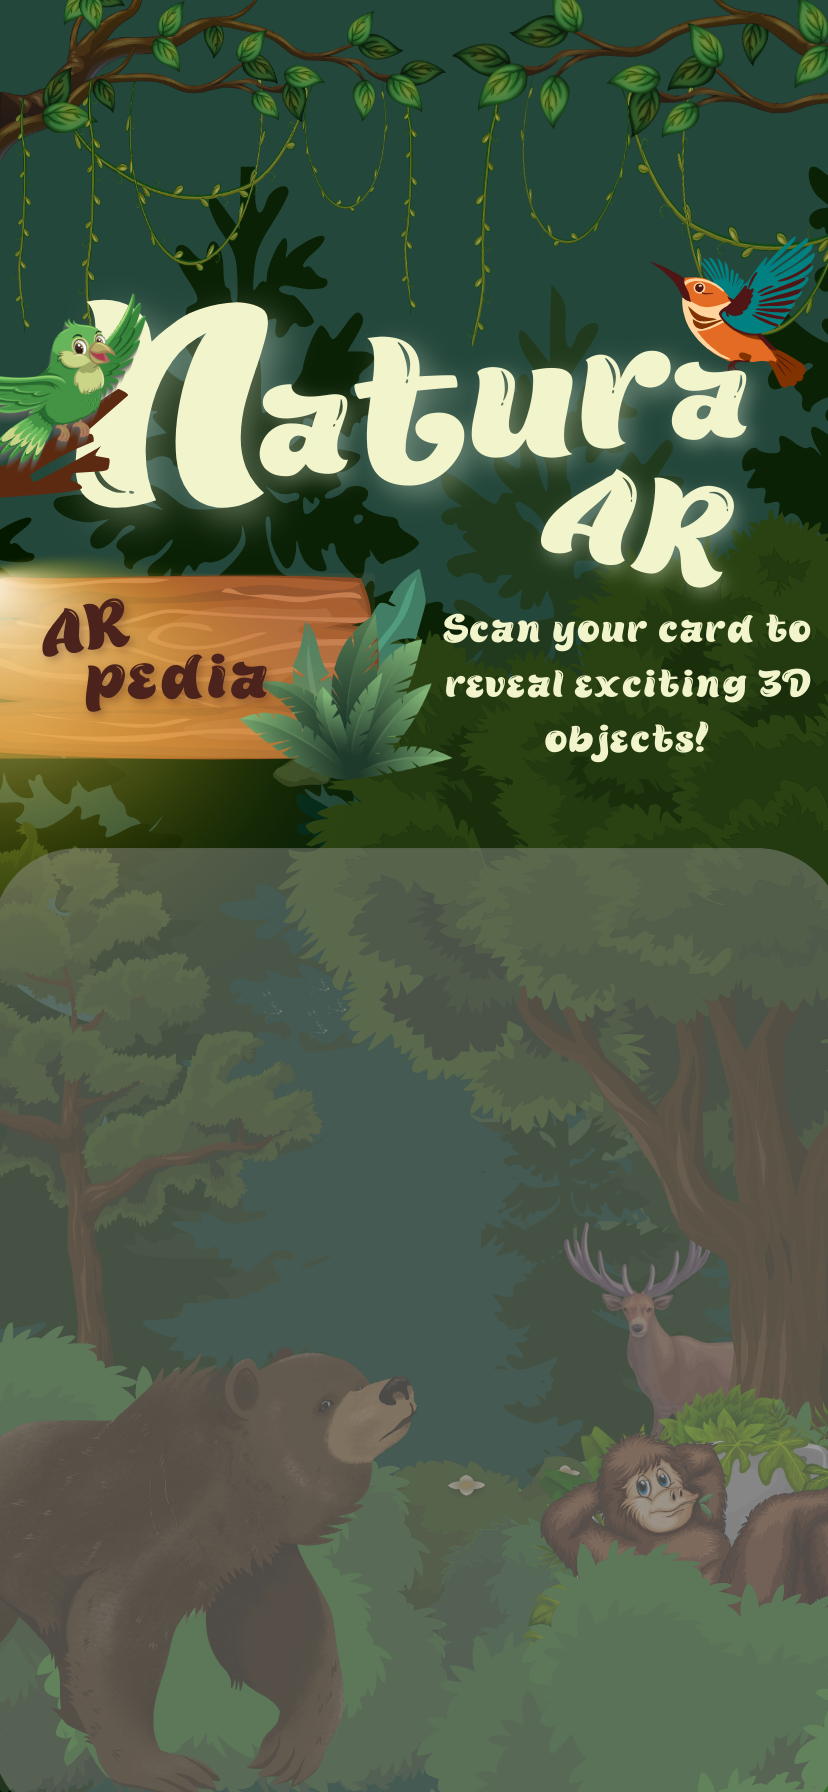 Natura
AR
AR
pedia
Scan your card to
reveal exciting 3D
objects!